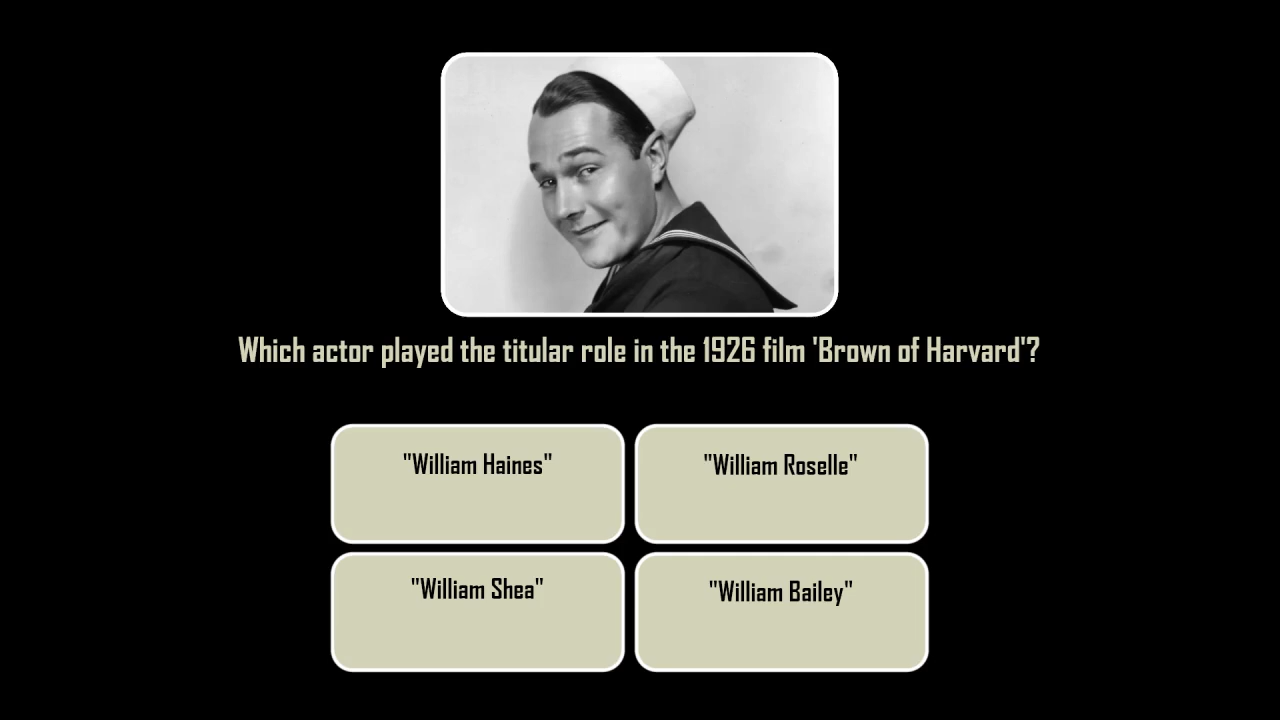 Which actor played the titular role in the 1926 film 'Brown of Harvard'?
"William Haines"
"William Roselle"
"William Shea"
"William Bailey"